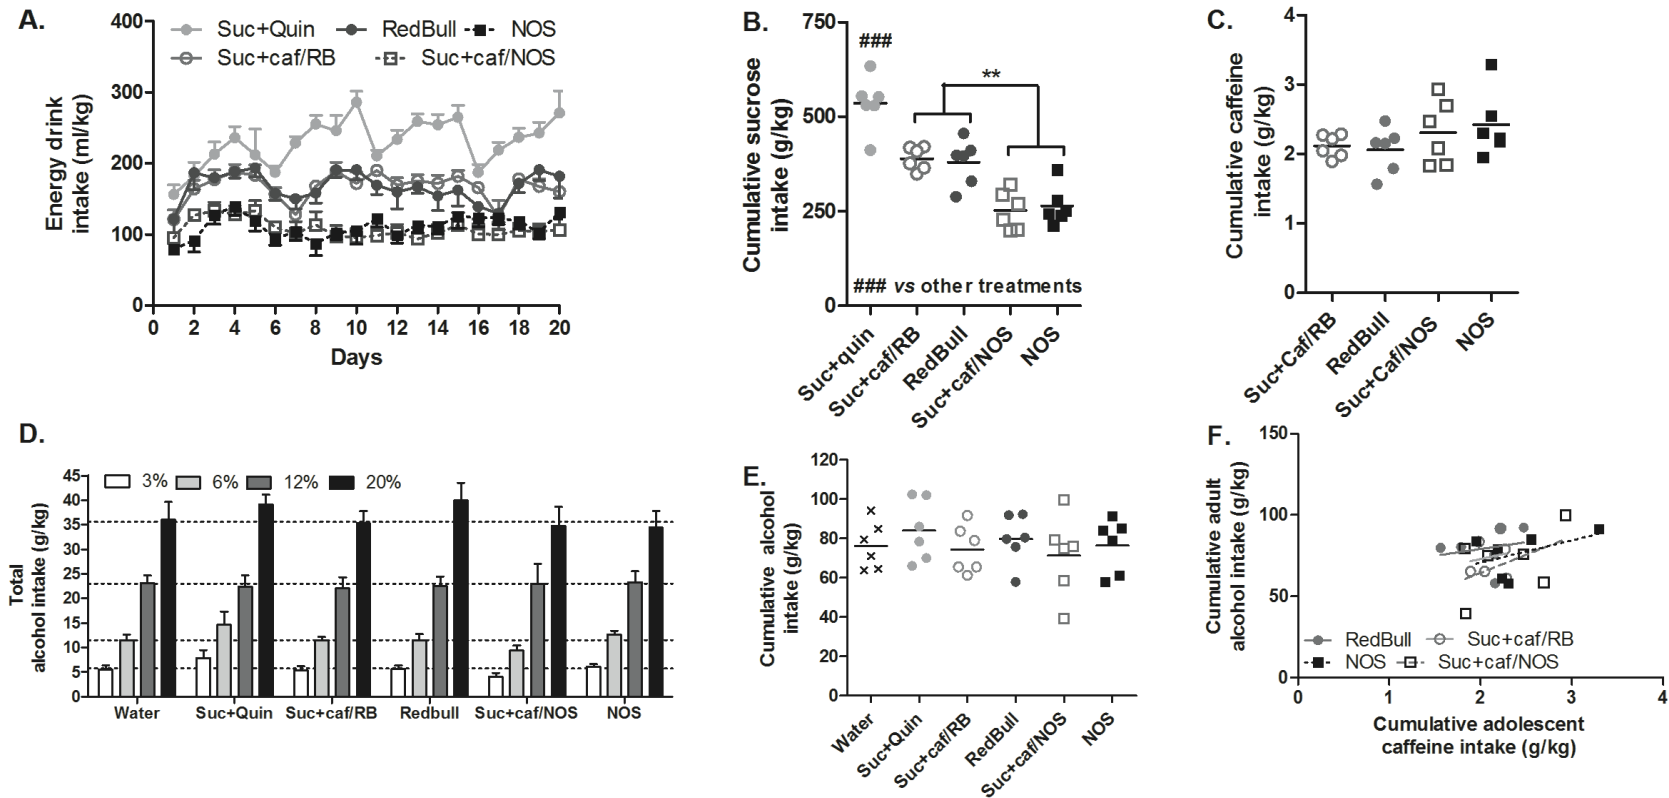 A.
400
300
200
100
0
Energy drink
intake (ml/kg)
Suc+Quin
RedBull
NOS
Suc+caf/RB
Suc+caf/NOS
0 2 4 6 8 10 12 14 16 18 20
Days
B.
750
500
250
0
Cumulative sucrose
intake (g/kg)
###
**
### vs other treatments
Suc+quin
Suc+caf/RB
RedBull
Suc+caf/NOS
NOS
C.
4
3
2
1
0
Cumulative caffeine
intake (g/kg)
Suc+Caf/RB
RedBull
Suc+Caf/NOS
NOS
D.
45
40
35
30
25
20
15
10
5
0
Total
alcohol intake (g/kg)
3% 6% 12% 20%
Water Suc+Quin Suc+caf/RB Redbull Suc+caf/NOS NOS
E.
120
100
80
60
40
20
0
Cumulative alcohol
intake (g/kg)
Water
Suc+Quin
Suc+caf/RB
RedBull
Suc+caf/NOS
NOS
F.
150
100
50
0
Cumulative adult
alcohol intake (g/kg)
RedBull
Suc+caf/RB
NOS
Suc+caf/NOS
0 1 2 3 4
Cumulative adolescent
caffeine intake (g/kg)